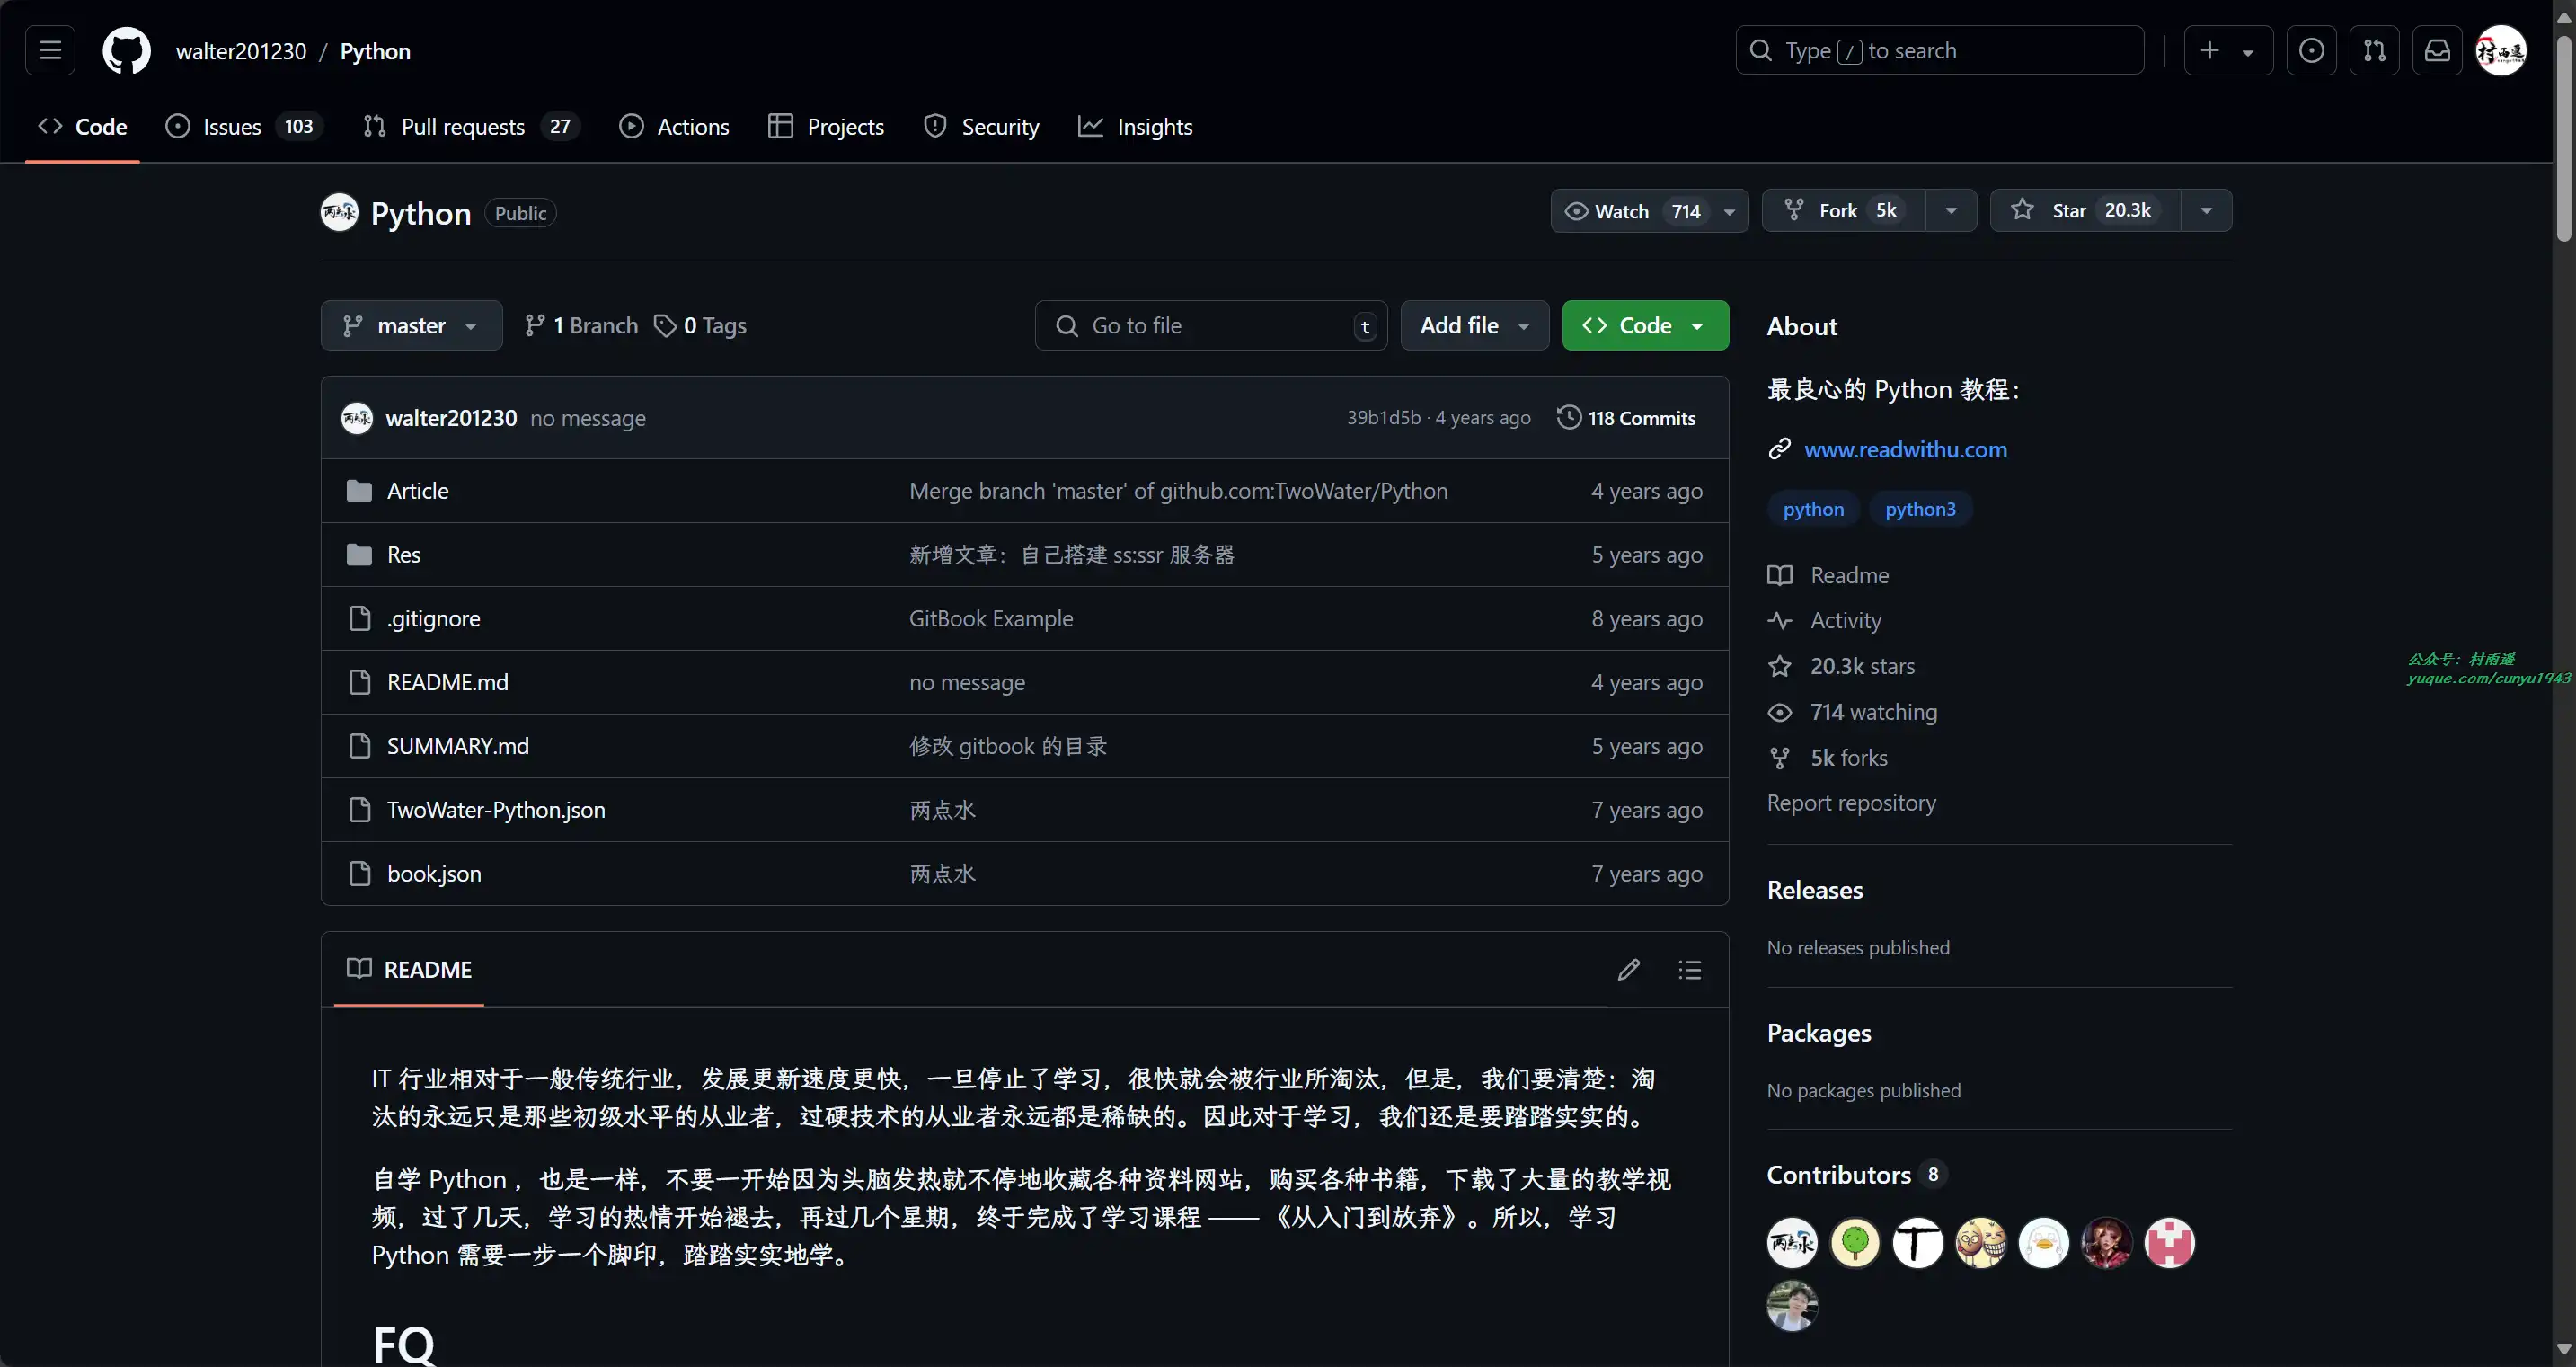 walter201230 / Python
Type / to search
Code
Issues 103
Pull requests 27
Actions
Projects
Security
Insights
Python Public
Watch 714
Fork 5k
Star 20.3k
master
1 Branch
0 Tags
Go to file t
Add file
Code
walter201230 no message
39b1d5b · 4 years ago
118 Commits
Article Merge branch 'master' of github.com:TwoWater/Python 4 years ago
Res 新增文章：自己搭建 ss:ssr 服务器 5 years ago
.gitignore GitBook Example 8 years ago
README.md no message 4 years ago
SUMMARY.md 修改 gitbook 的目录 5 years ago
TwoWater-Python.json 两点水 7 years ago
book.json 两点水 7 years ago
README
IT 行业相对于一般传统行业，发展更新速度更快，一旦停止了学习，很快就会被行业所淘汰，但是，我们要清楚：淘
汰的永远只是那些初级水平的从业者，过硬技术的从业者永远都是稀缺的。因此对于学习，我们还是要踏踏实实的。
自学 Python ，也是一样，不要一开始因为头脑发热就不停地收藏各种资料网站，购买各种书籍，下载了大量的教学视
频，过了几天，学习的热情开始褪去，再过几个星期，终于完成了学习课程 —— 《从入门到放弃》。所以，学习
Python 需要一步一个脚印，踏踏实实地学。
FQ
About
最良心的 Python 教程：
www.readwithu.com
python python3
Readme
Activity
20.3k stars
714 watching
5k forks
Report repository
Releases
No releases published
Packages
No packages published
Contributors 8
公众号：村雨遥
yuque.com/cunyu1943